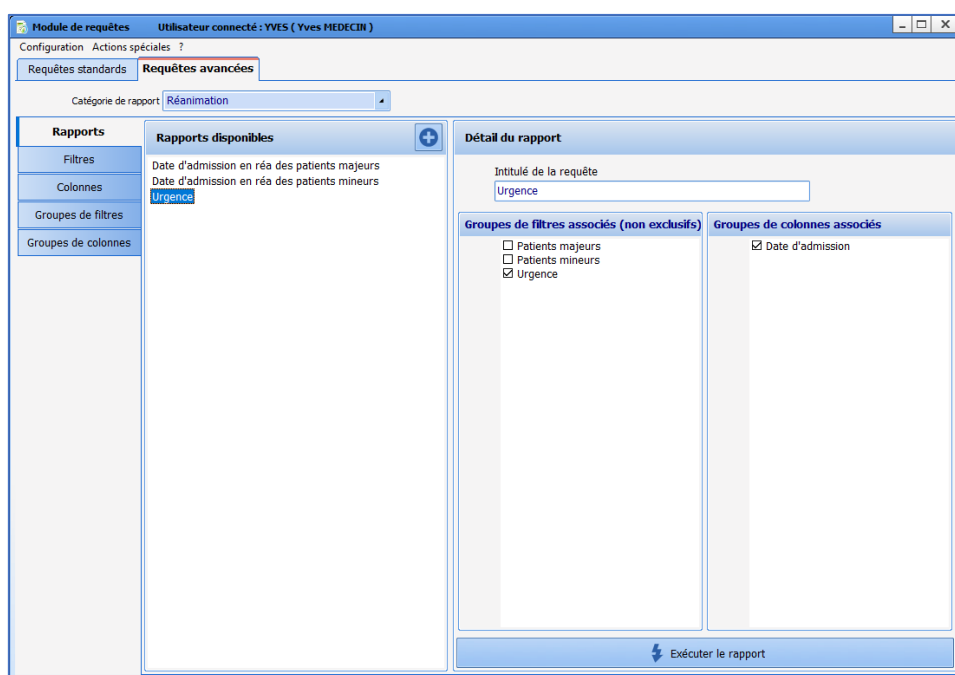 Module de requêtes Utilisateur connecté : YVES ( Yves MEDECIN )
Configuration Actions spéciales ?
Requêtes standards Requêtes avancées
Catégorie de rapport Réanimation
Rapports
Filtres
Colonnes
Groupes de filtres
Groupes de colonnes
Rapports disponibles
Date d'admission en réa des patients majeurs
Date d'admission en réa des patients mineurs
Urgence
Détail du rapport
Intitulé de la requête
Urgence
Groupes de filtres associés (non exclusifs)
Patients majeurs
Patients mineurs
Urgence
Groupes de colonnes associés
Date d'admission
Exécuter le rapport